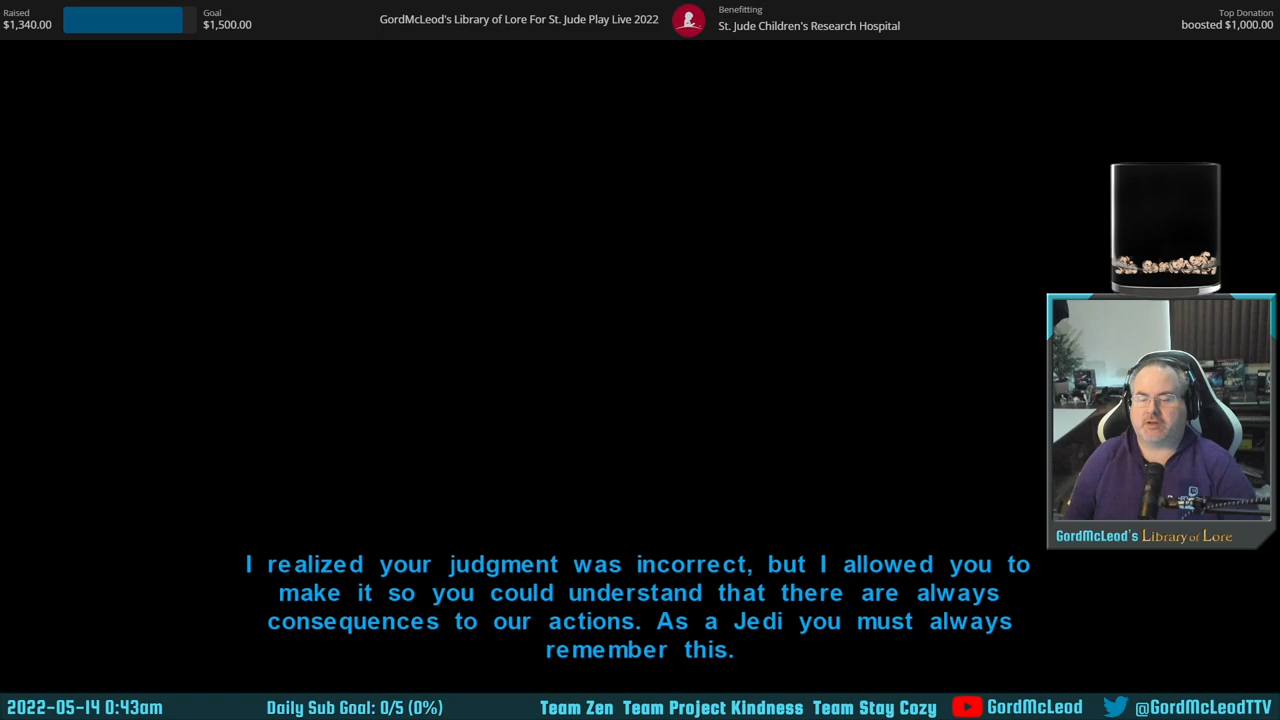 Raised
$1,340.00
Goal
$1,500.00
GordMcLeod's Library of Lore For St. Jude Play Live 2022
Benefitting
St. Jude Children's Research Hospital
Top Donation
boosted $1,000.00
GordMcLeod's Library of Lore
I realized your judgment was incorrect, but I allowed you to
make it so you could understand that there are always
consequences to our actions. As a Jedi you must always
remember this.
2022-05-14 0:43am
Daily Sub Goal: 0/5 (0%)
Team Zen Team Project Kindness Team Stay Cozy
GordMcLeod
@GordMcLeodTTV